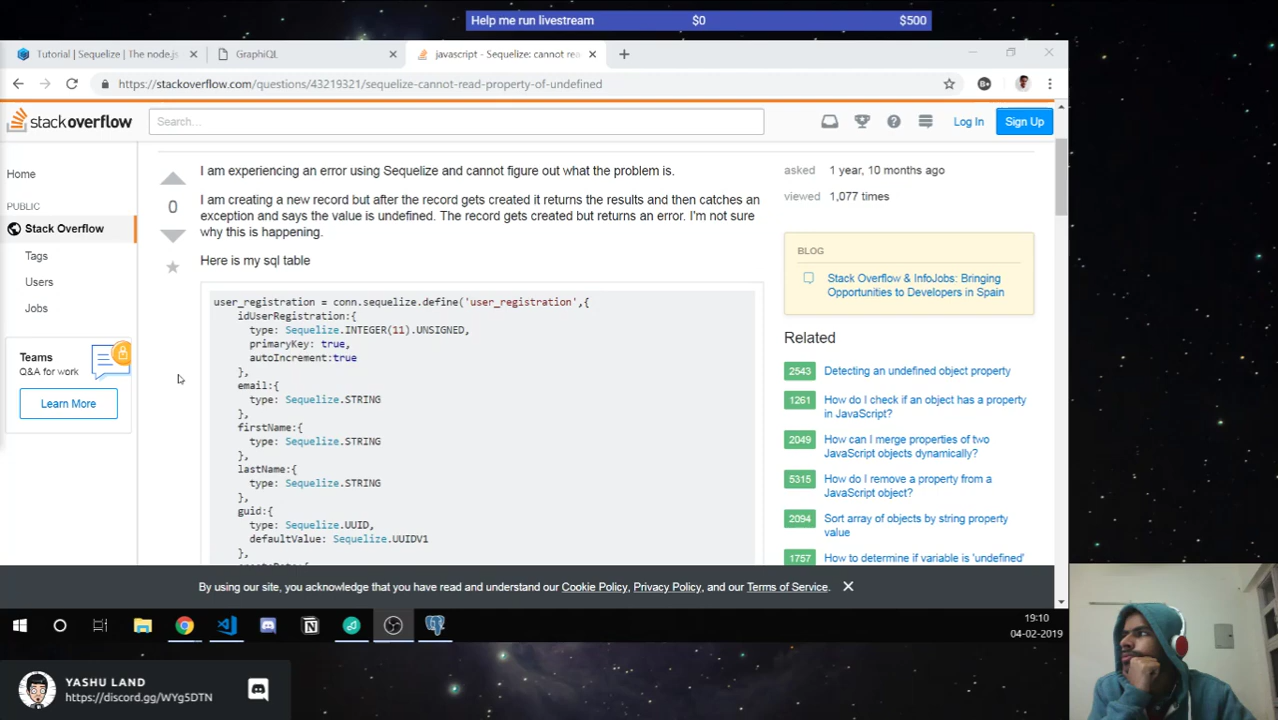 Help me run livestream $0 $500
Tutorial | Sequelize | The node.js
GraphiQL
javascript - Sequelize: cannot rea
https://stackoverflow.com/questions/43219321/sequelize-cannot-read-property-of-undefined
stackoverflow
Search...
Log In
Sign Up
Home
PUBLIC
Stack Overflow
Tags
Users
Jobs
Teams
Q&A for work
Learn More
0
I am experiencing an error using Sequelize and cannot figure out what the problem is.
I am creating a new record but after the record gets created it returns the results and then catches an
exception and says the value is undefined. The record gets created but returns an error. I'm not sure
why this is happening.
Here is my sql table
user_registration = conn.sequelize.define('user_registration',{
idUserRegistration:{
type: Sequelize.INTEGER(11).UNSIGNED,
primaryKey: true,
autoIncrement:true
},
email:{
type: Sequelize.STRING
},
firstName:{
type: Sequelize.STRING
},
lastName:{
type: Sequelize.STRING
},
guid:{
type: Sequelize.UUID,
defaultValue: Sequelize.UUIDV1
},
asked 1 year, 10 months ago
viewed 1,077 times
BLOG
Stack Overflow & InfoJobs: Bringing
Opportunities to Developers in Spain
Related
2543 Detecting an undefined object property
1261 How do I check if an object has a property
in JavaScript?
2049 How can I merge properties of two
JavaScript objects dynamically?
5315 How do I remove a property from a
JavaScript object?
2094 Sort array of objects by string property
value
1757 How to determine if variable is 'undefined'
By using our site, you acknowledge that you have read and understand our Cookie Policy, Privacy Policy, and our Terms of Service.
19:10
04-02-2019
YASHU LAND
https://discord.gg/WYg5DTN